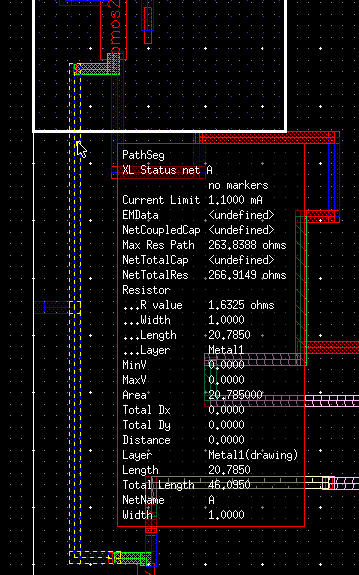 pmos2
PathSeg
XL Status net A
no markers
Current Limit 1.1000 mA
EMData <undefined>
NetCoupledCap <undefined>
Max Res Path 263.8388 ohms
NetTotalCap <undefined>
NetTotalRes 266.9149 ohms
Resistor
...R value 1.6325 ohms
...Width 1.0000
...Length 20.7850
...Layer Metal1
MinV 0.0000
MaxV 0.0000
Area 20.785000
Total Dx 0.0000
Total Dy 0.0000
Distance 0.0000
Layer Metal1(drawing)
Length 20.7850
Total Length 46.0950
NetName A
Width 1.0000